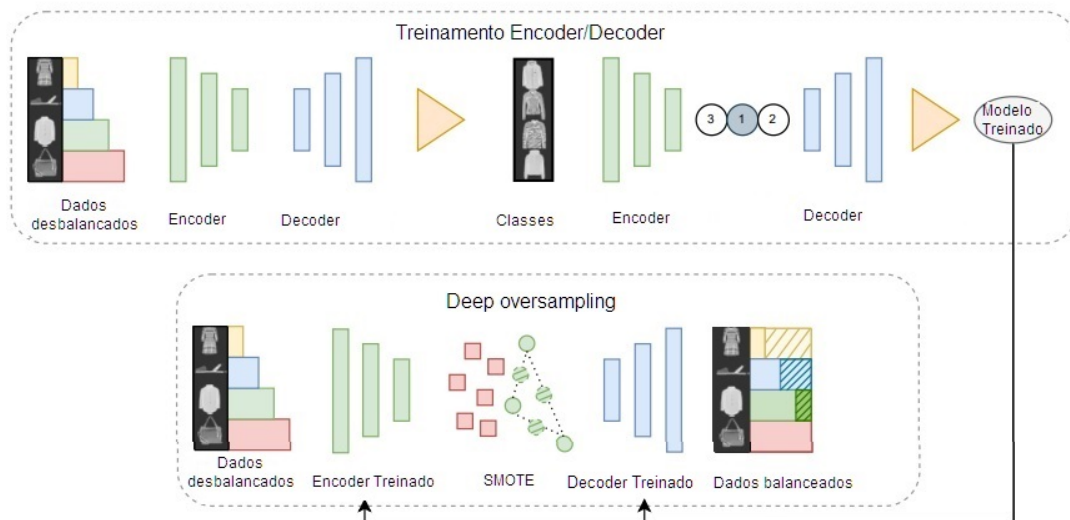 Treinamento Encoder/Decoder
3 1 2
Modelo
Treinado
Dados
desbalancados
Encoder
Decoder
Classes
Encoder
Decoder
Deep oversampling
Dados
desbalancados
Encoder Treinado
SMOTE
Decoder Treinado
Dados balanceados